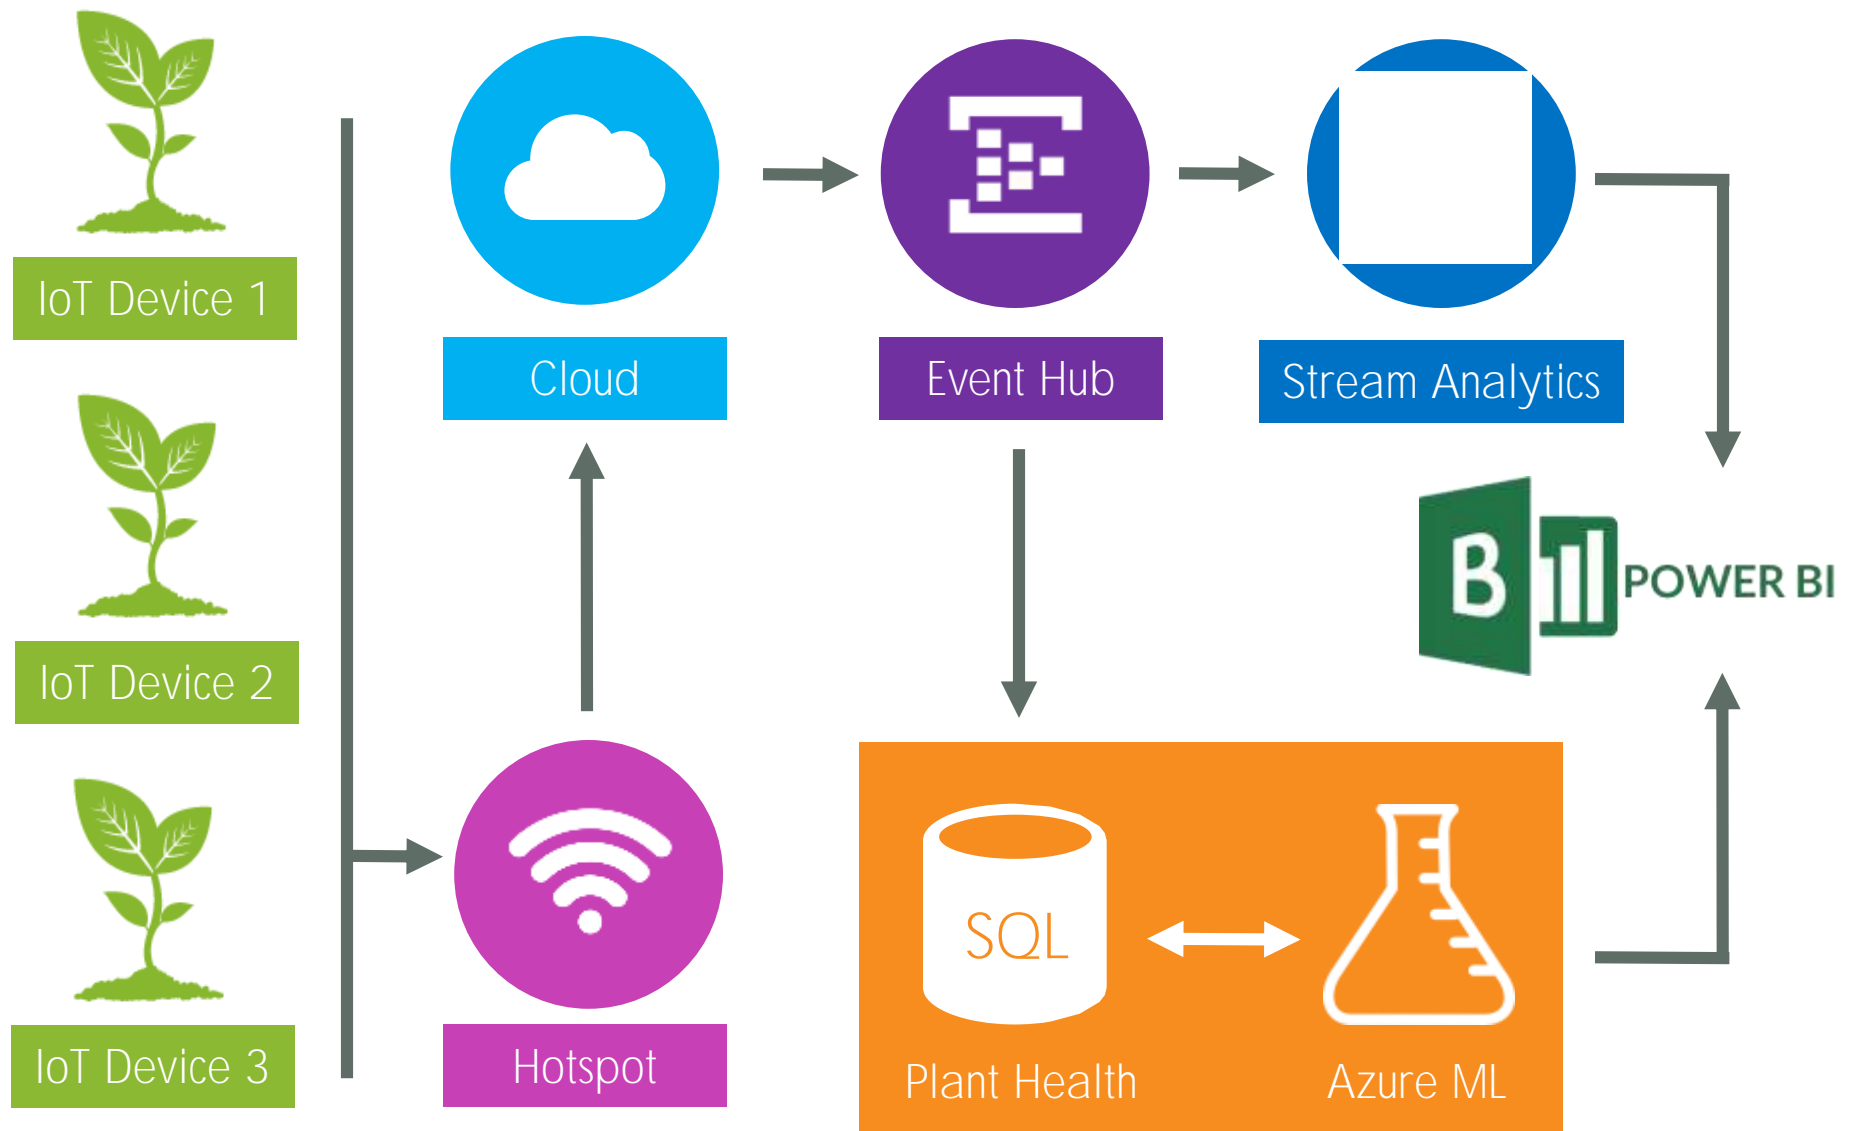 IoT Device 1
Cloud
Event Hub
Stream Analytics
B
POWER BI
IoT Device 2
SQL
IoT Device 3
Hotspot
Plant Health
Azure ML